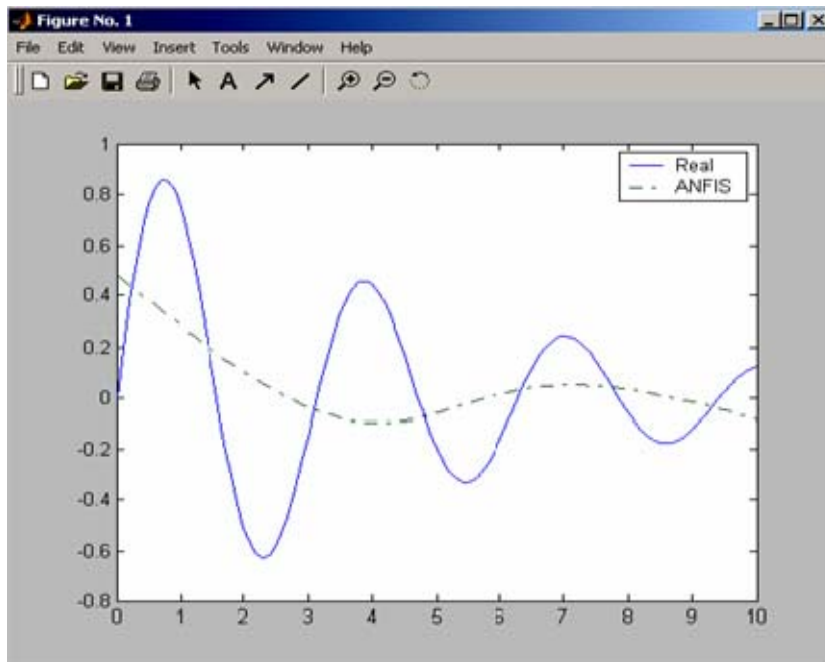 Figure No. 1
File Edit View Insert Tools Window Help
A
Real
ANFIS
1
0.8
0.6
0.4
0.2
0
-0.2
-0.4
-0.6
-0.8
0 1 2 3 4 5 6 7 8 9 10